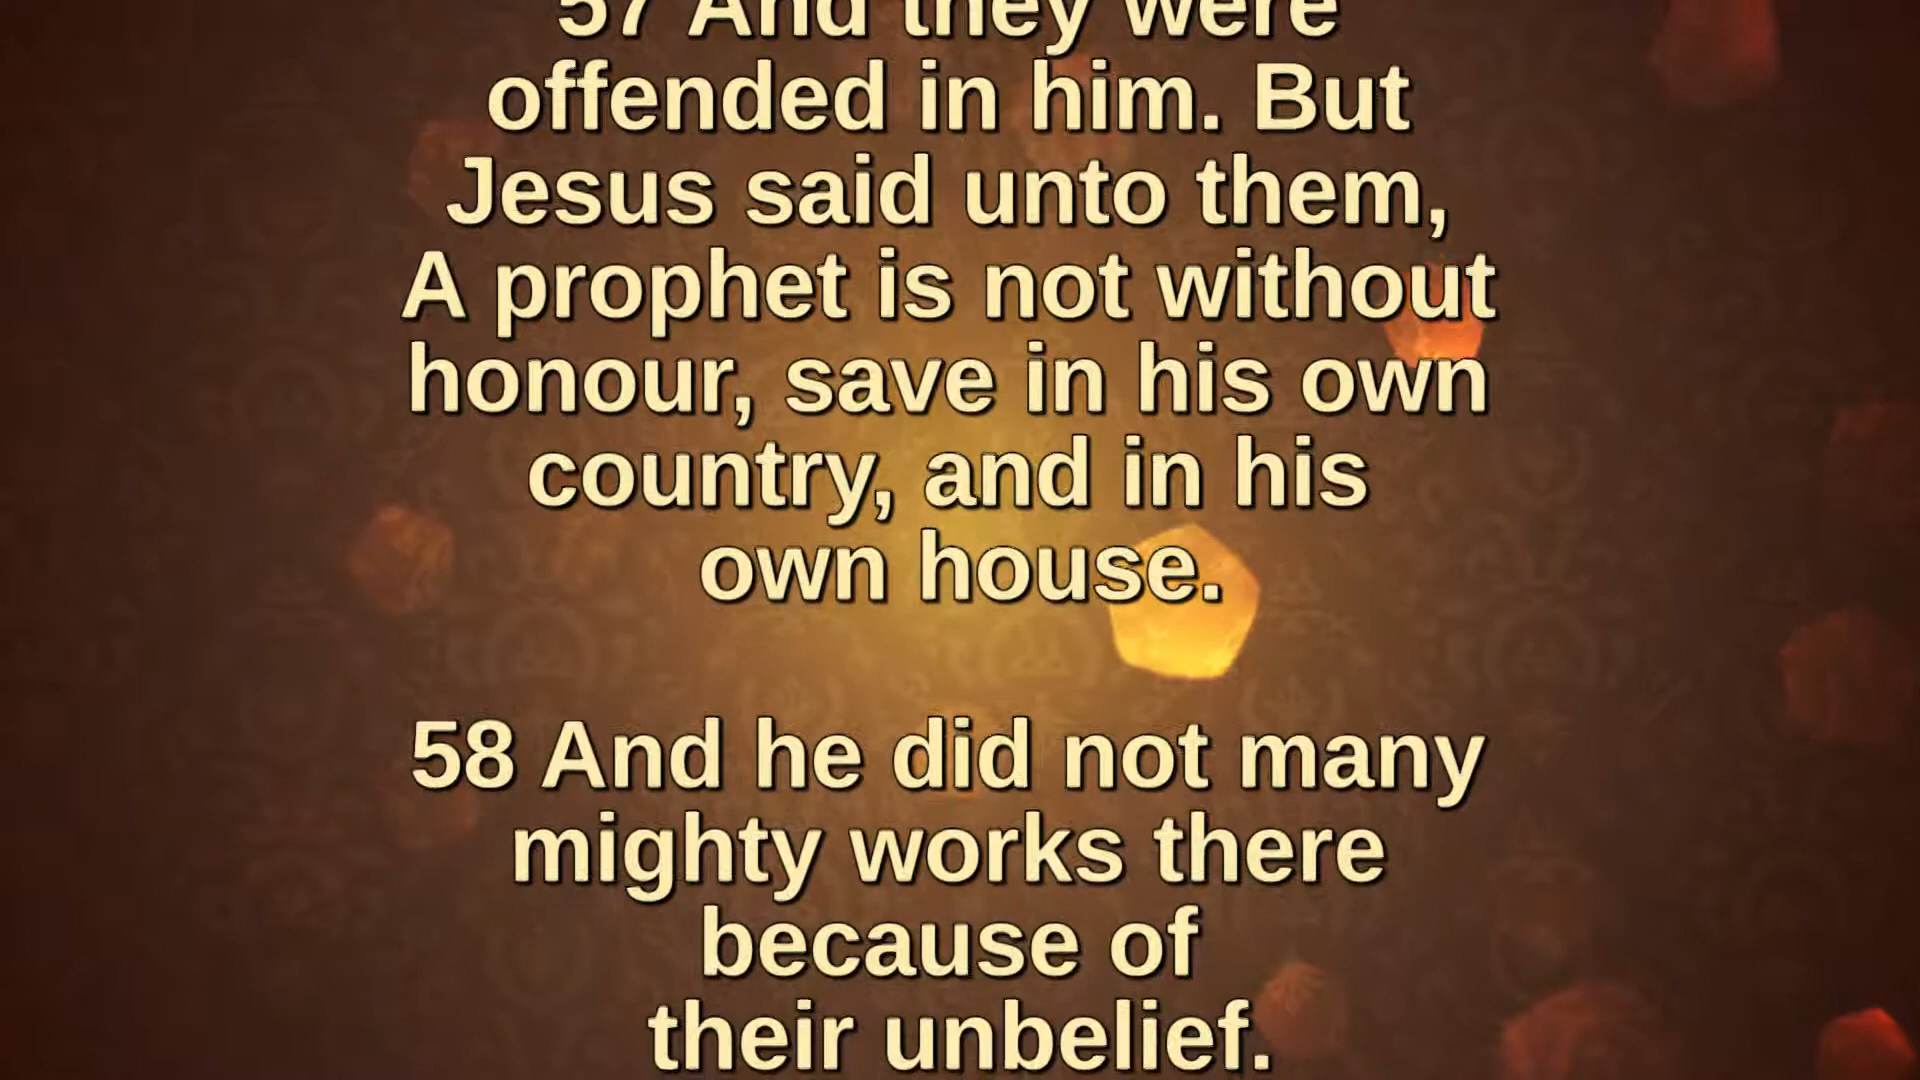 57 And they were
offended in him. But
Jesus said unto them,
A prophet is not without
honour, save in his own
country, and in his
own house.
58 And he did not many
mighty works there
because of
their unbelief.